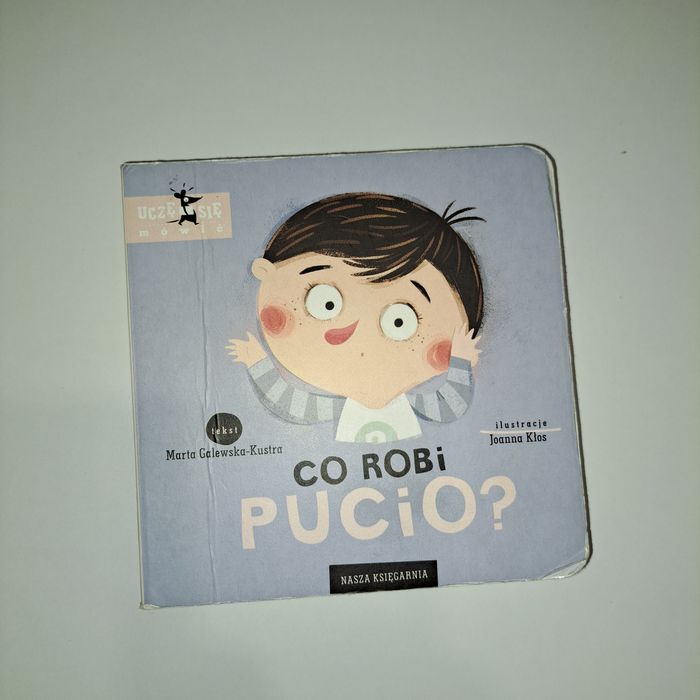 UCZĘ SIĘ
mówić
tekst
Marta Galewska-Kustra
ilustracje
Joanna Kłos
CO ROBi
PUCiO?
NASZA KSIĘGARNIA